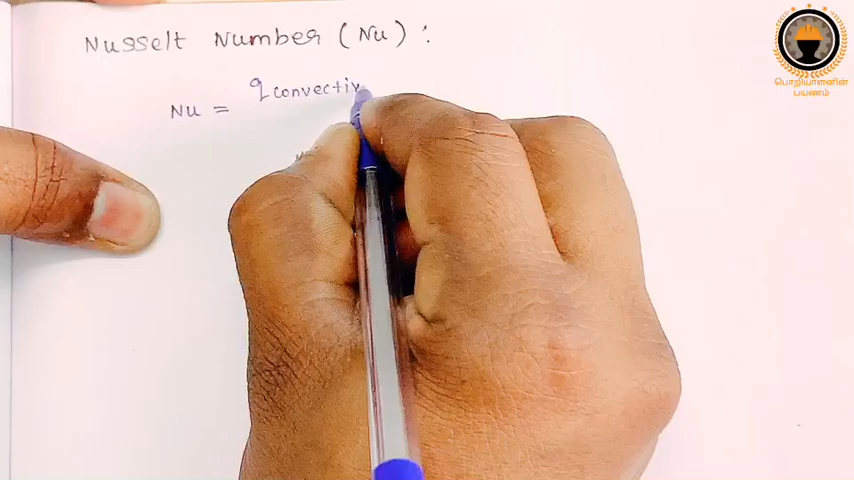 Nusselt Number (Nu) :
Nu = q convectiv
பொறியாளனின்
பயணம்